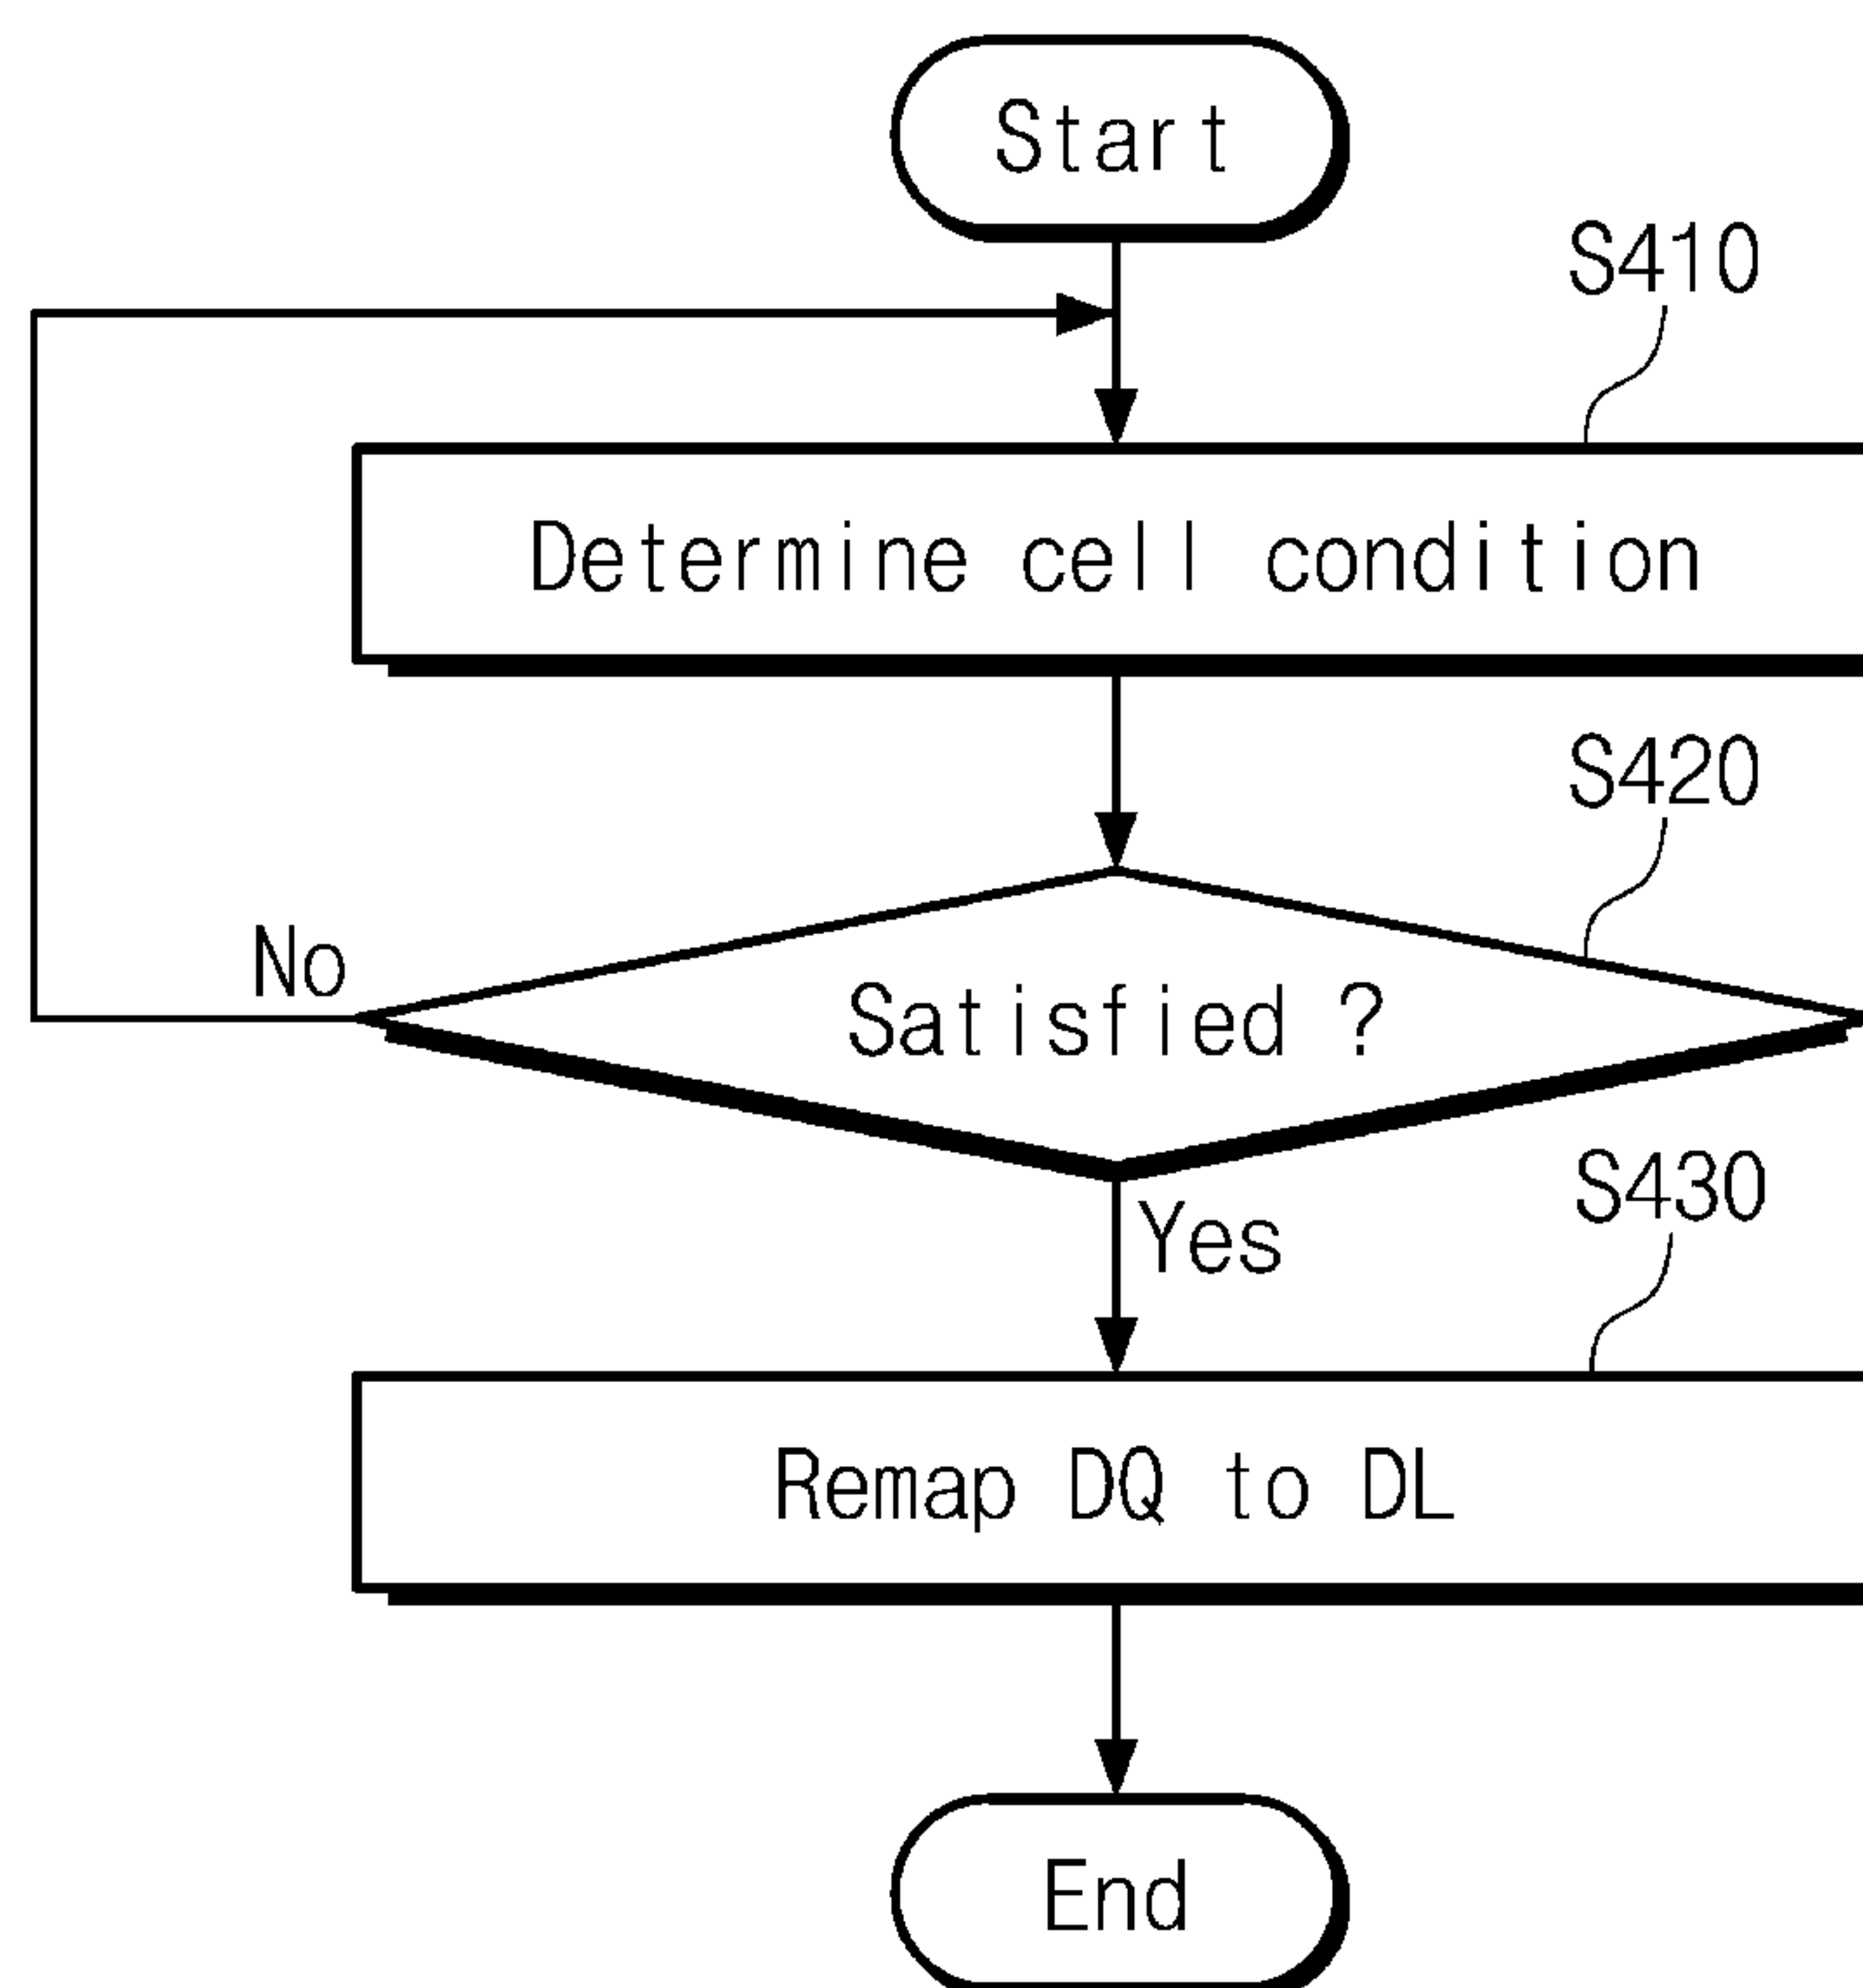 Start
S410
Determine cell condition
S420
No
Satisfied ?
Yes
S430
Remap DQ to DL
End